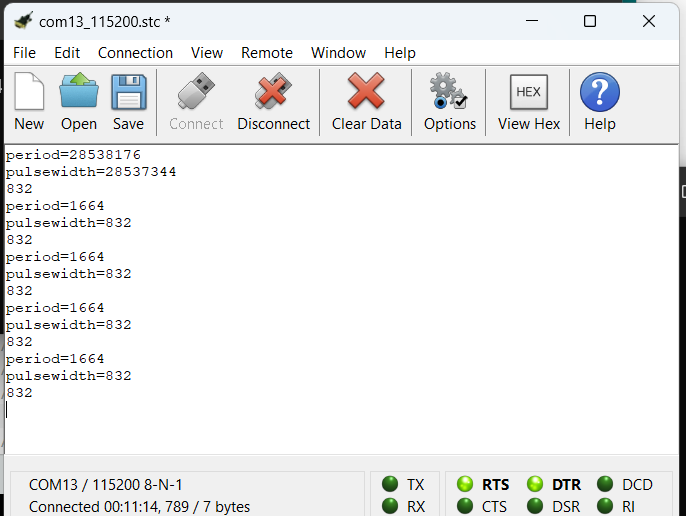 com13_115200.stc *
File Edit Connection View Remote Window Help
HEX
New Open Save Connect Disconnect Clear Data Options View Hex Help
period=28538176
pulsewidth=28537344
832
period=1664
pulsewidth=832
832
period=1664
pulsewidth=832
832
period=1664
pulsewidth=832
832
period=1664
pulsewidth=832
832
COM13 / 115200 8-N-1 TX RTS DTR DCD
Connected 00:11:14, 789 / 7 bytes RX CTS DSR RI